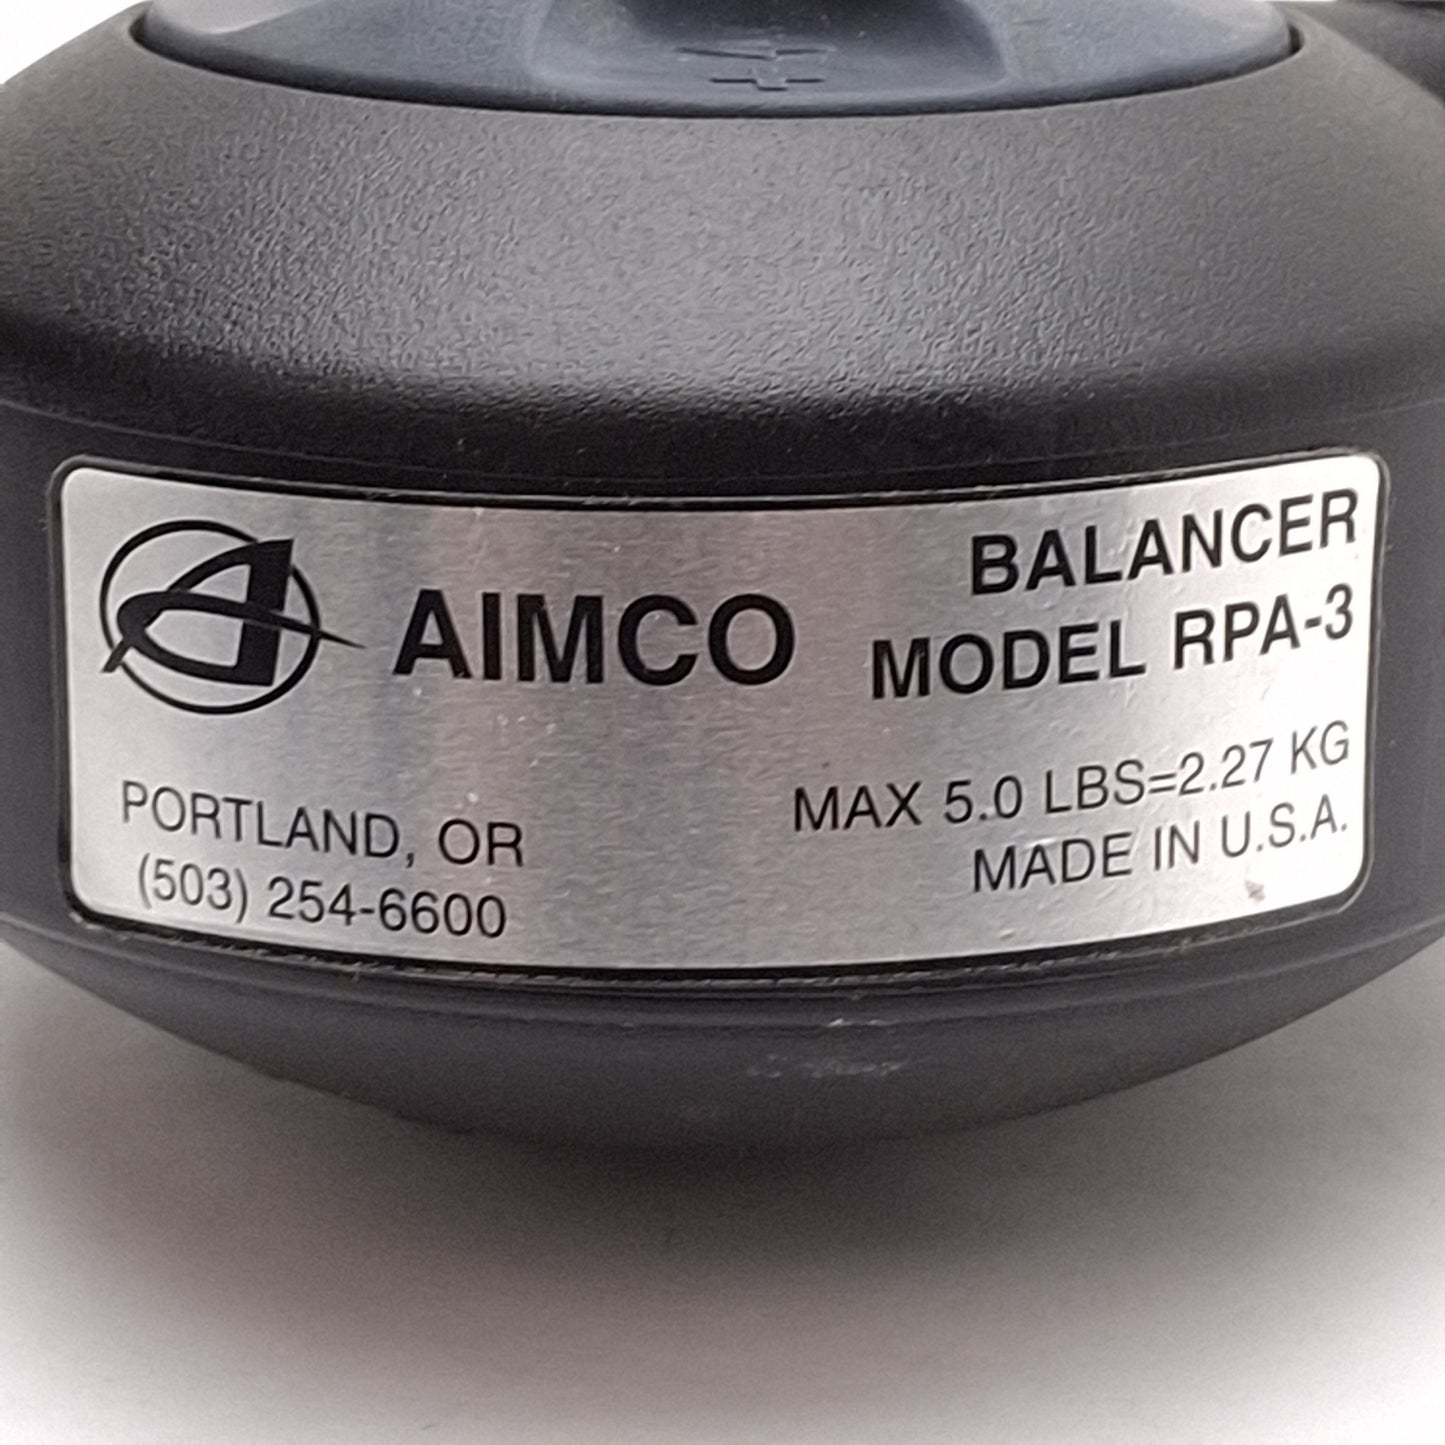 AIMCO
PORTLAND, OR
(503) 254-6600
BALANCER
MODEL RPA-3
MAX 5.0 LBS=2.27 KG
MADE IN U.S.A.